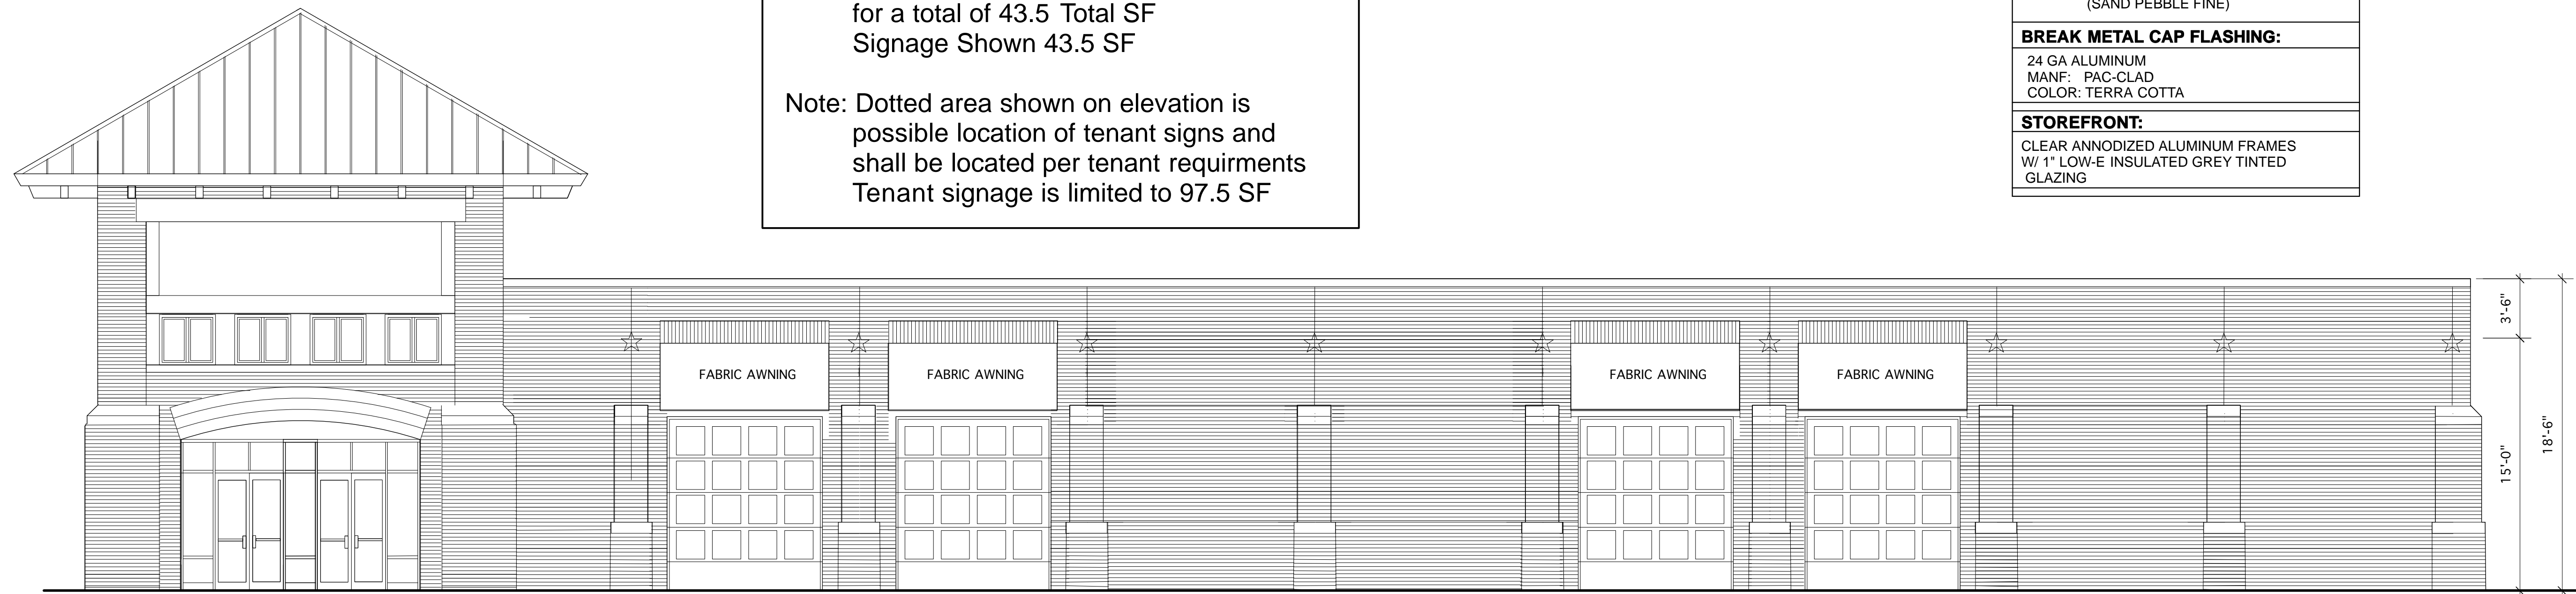 for a total of 43.5 Total SF
Signage Shown 43.5 SF
Note: Dotted area shown on elevation is
possible location of tenant signs and
shall be located per tenant requirments
Tenant signage is limited to 97.5 SF
(SAND PEBBLE FINE)
BREAK METAL CAP FLASHING:
24 GA ALUMINUM
MANF: PAC-CLAD
COLOR: TERRA COTTA
STOREFRONT:
CLEAR ANNODIZED ALUMINUM FRAMES
W/ 1" LOW-E INSULATED GREY TINTED
GLAZING
FABRIC AWNING
FABRIC AWNING
FABRIC AWNING
FABRIC AWNING
3'-6"
15'-0"
18'-6"